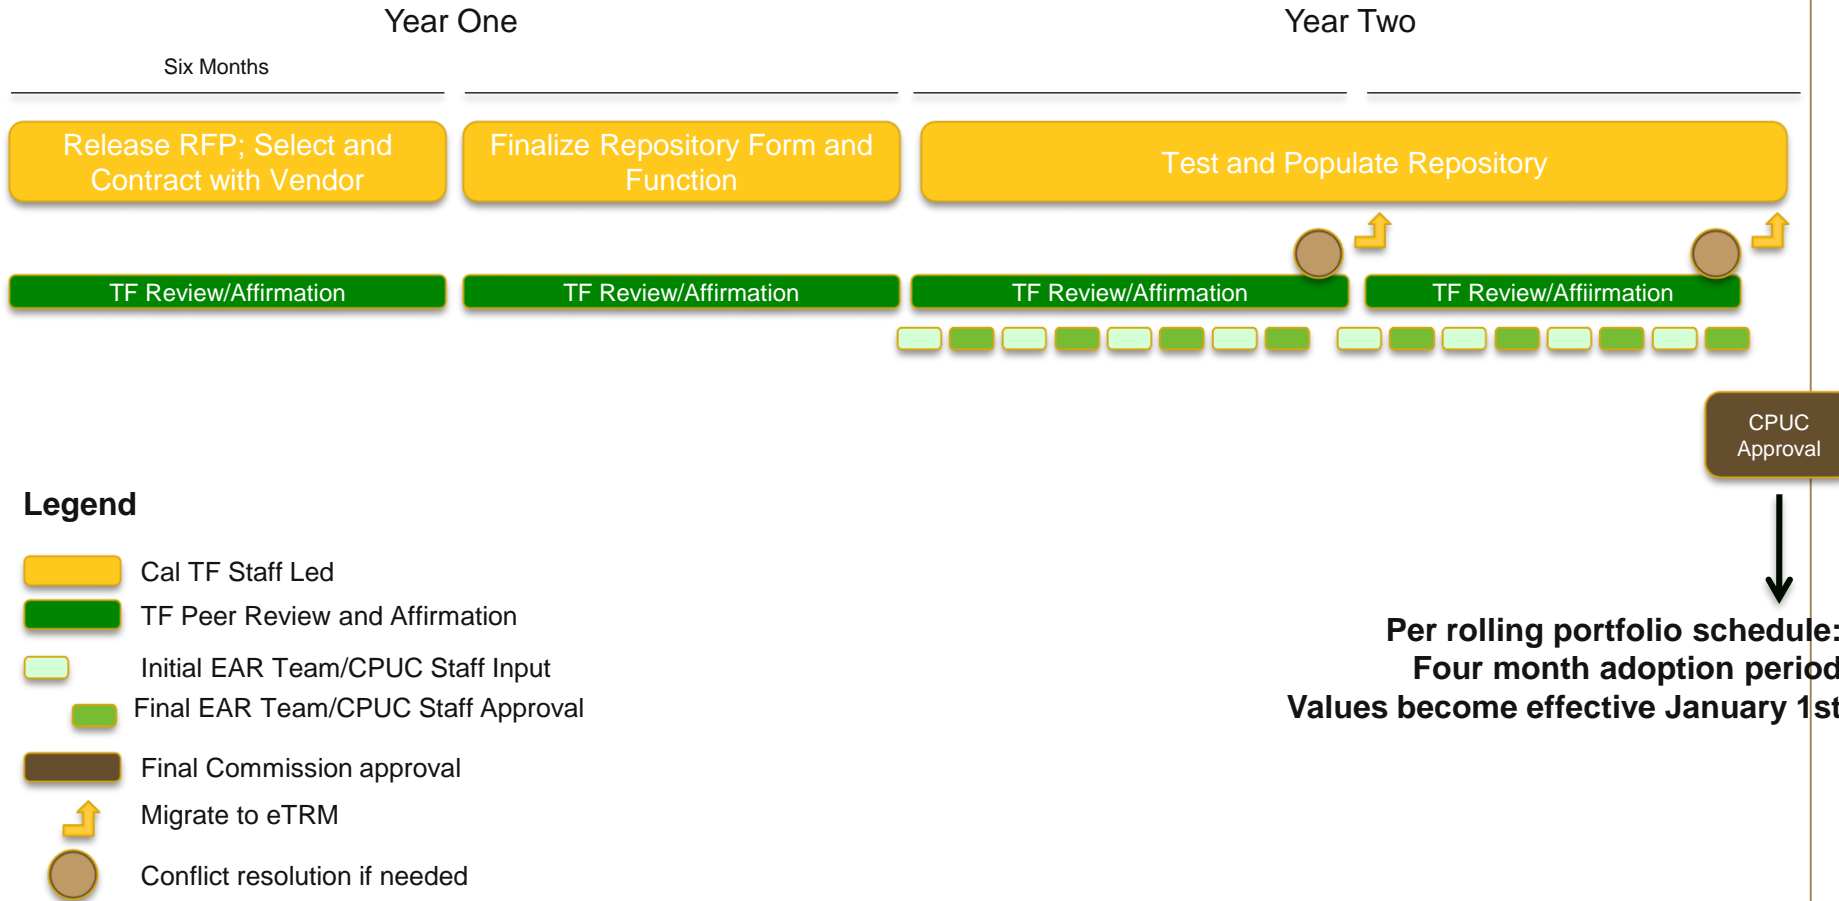 Year One
Year Two
Six Months
Release RFP; Select and
Contract with Vendor
Finalize Repository Form and
Function
Test and Populate Repository
TF Review/Affirmation
TF Review/Affirmation
TF Review/Affirmation
TF Review/Affiirmation
CPUC
Approval
Legend
Cal TF Staff Led
TF Peer Review and Affirmation
Initial EAR Team/CPUC Staff Input
Final EAR Team/CPUC Staff Approval
Final Commission approval
Migrate to eTRM
Conflict resolution if needed
Per rolling portfolio schedule:
Four month adoption period
Values become effective January 1st